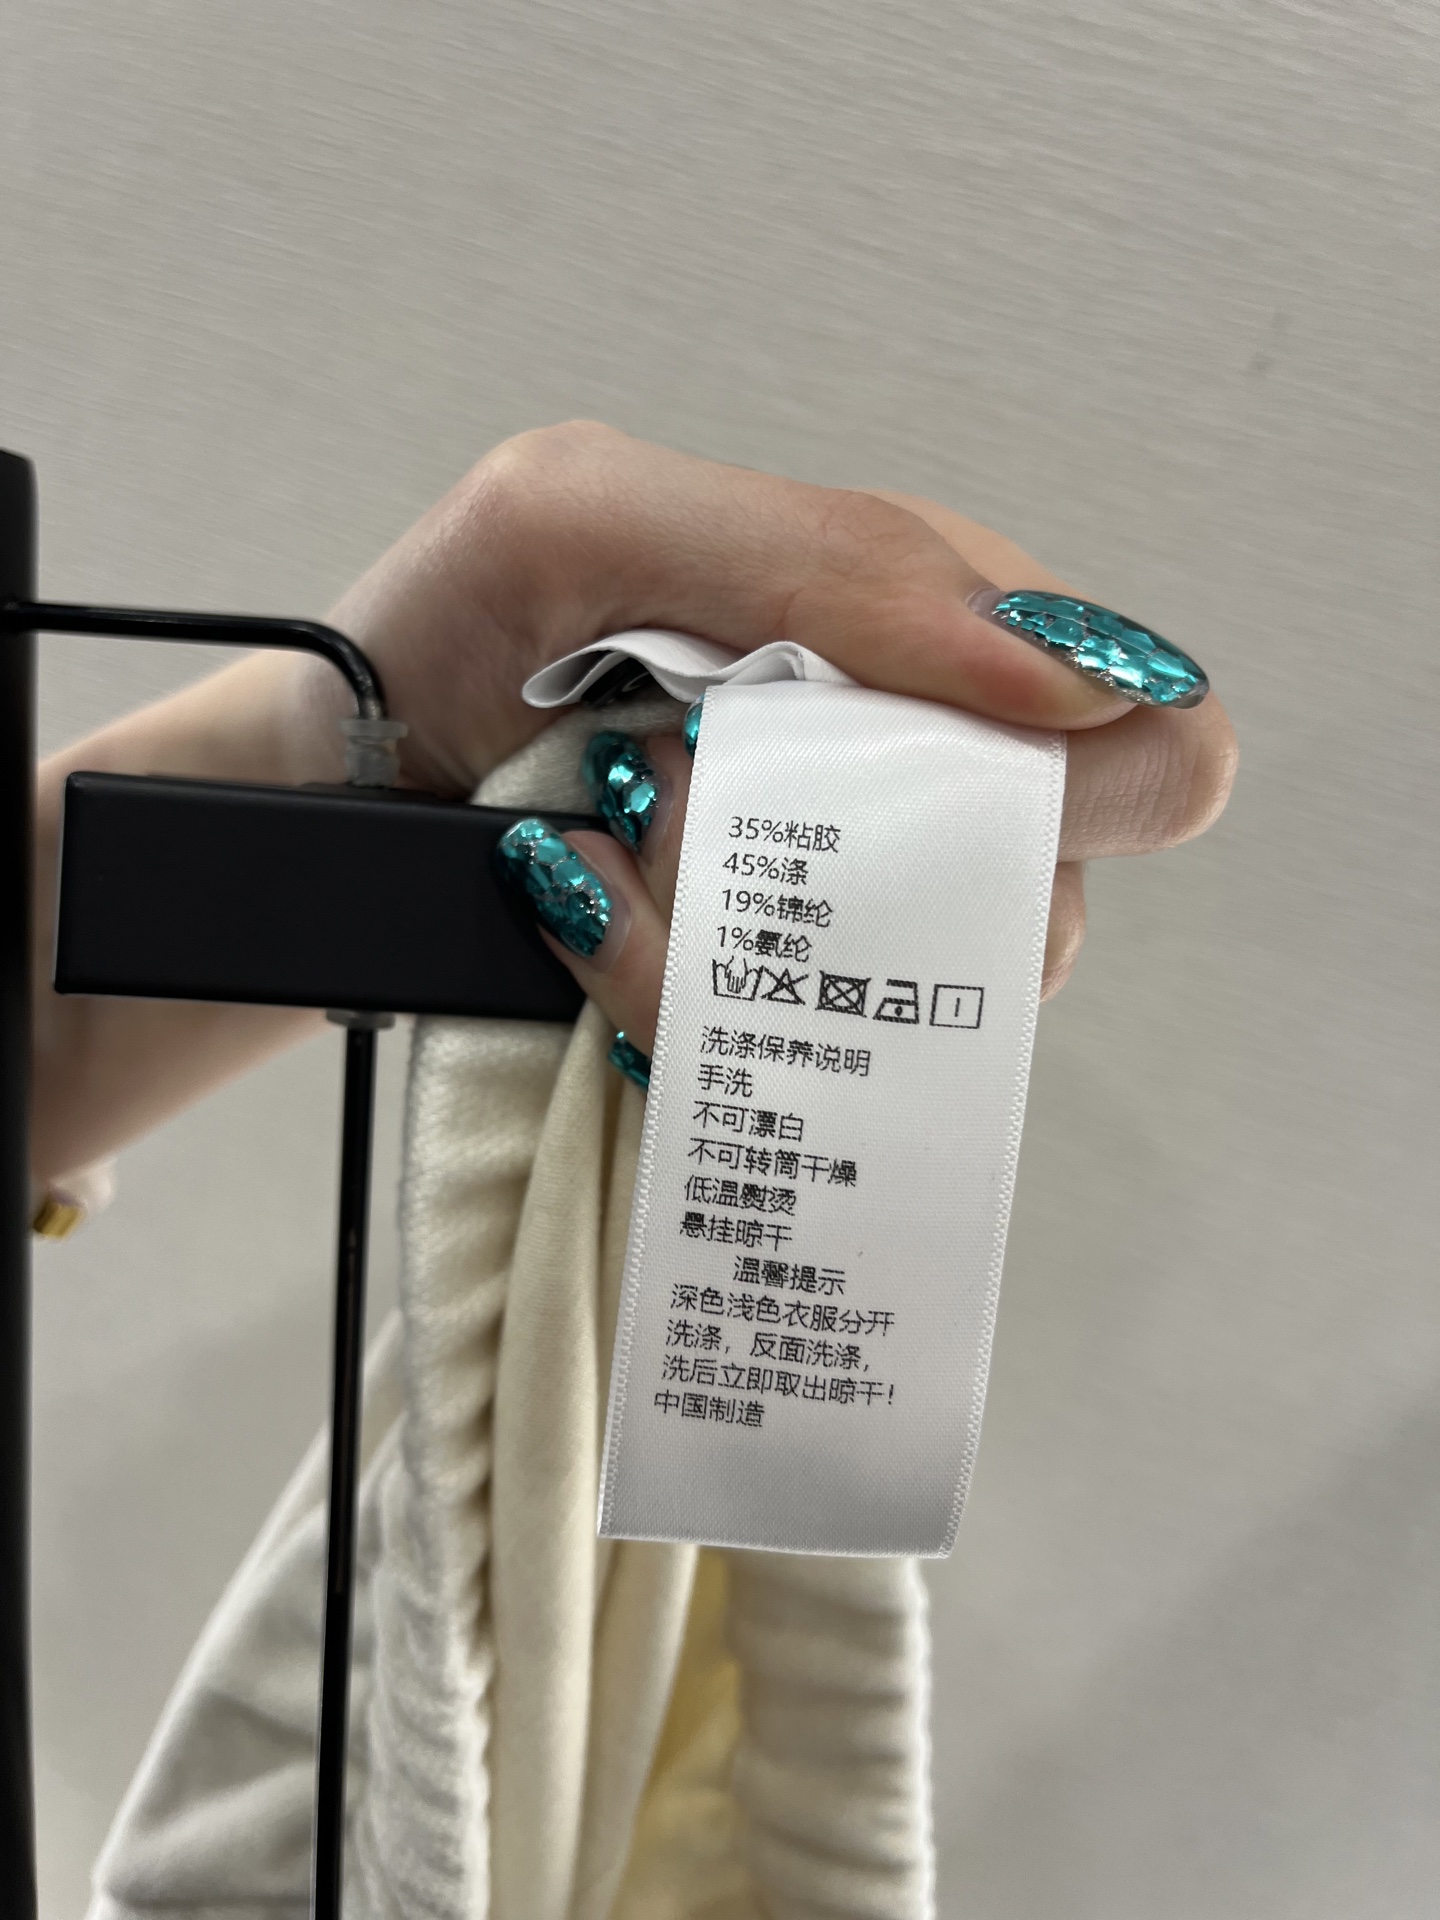 35%粘胶
45%涤
19%锦纶
1%氨纶
洗涤保养说明
手洗
不可漂白
不可转筒干燥
低温熨烫
悬挂晾干
温馨提示
深色浅色衣服分开
洗涤，反面洗涤，
洗后立即取出晾干！
中国制造